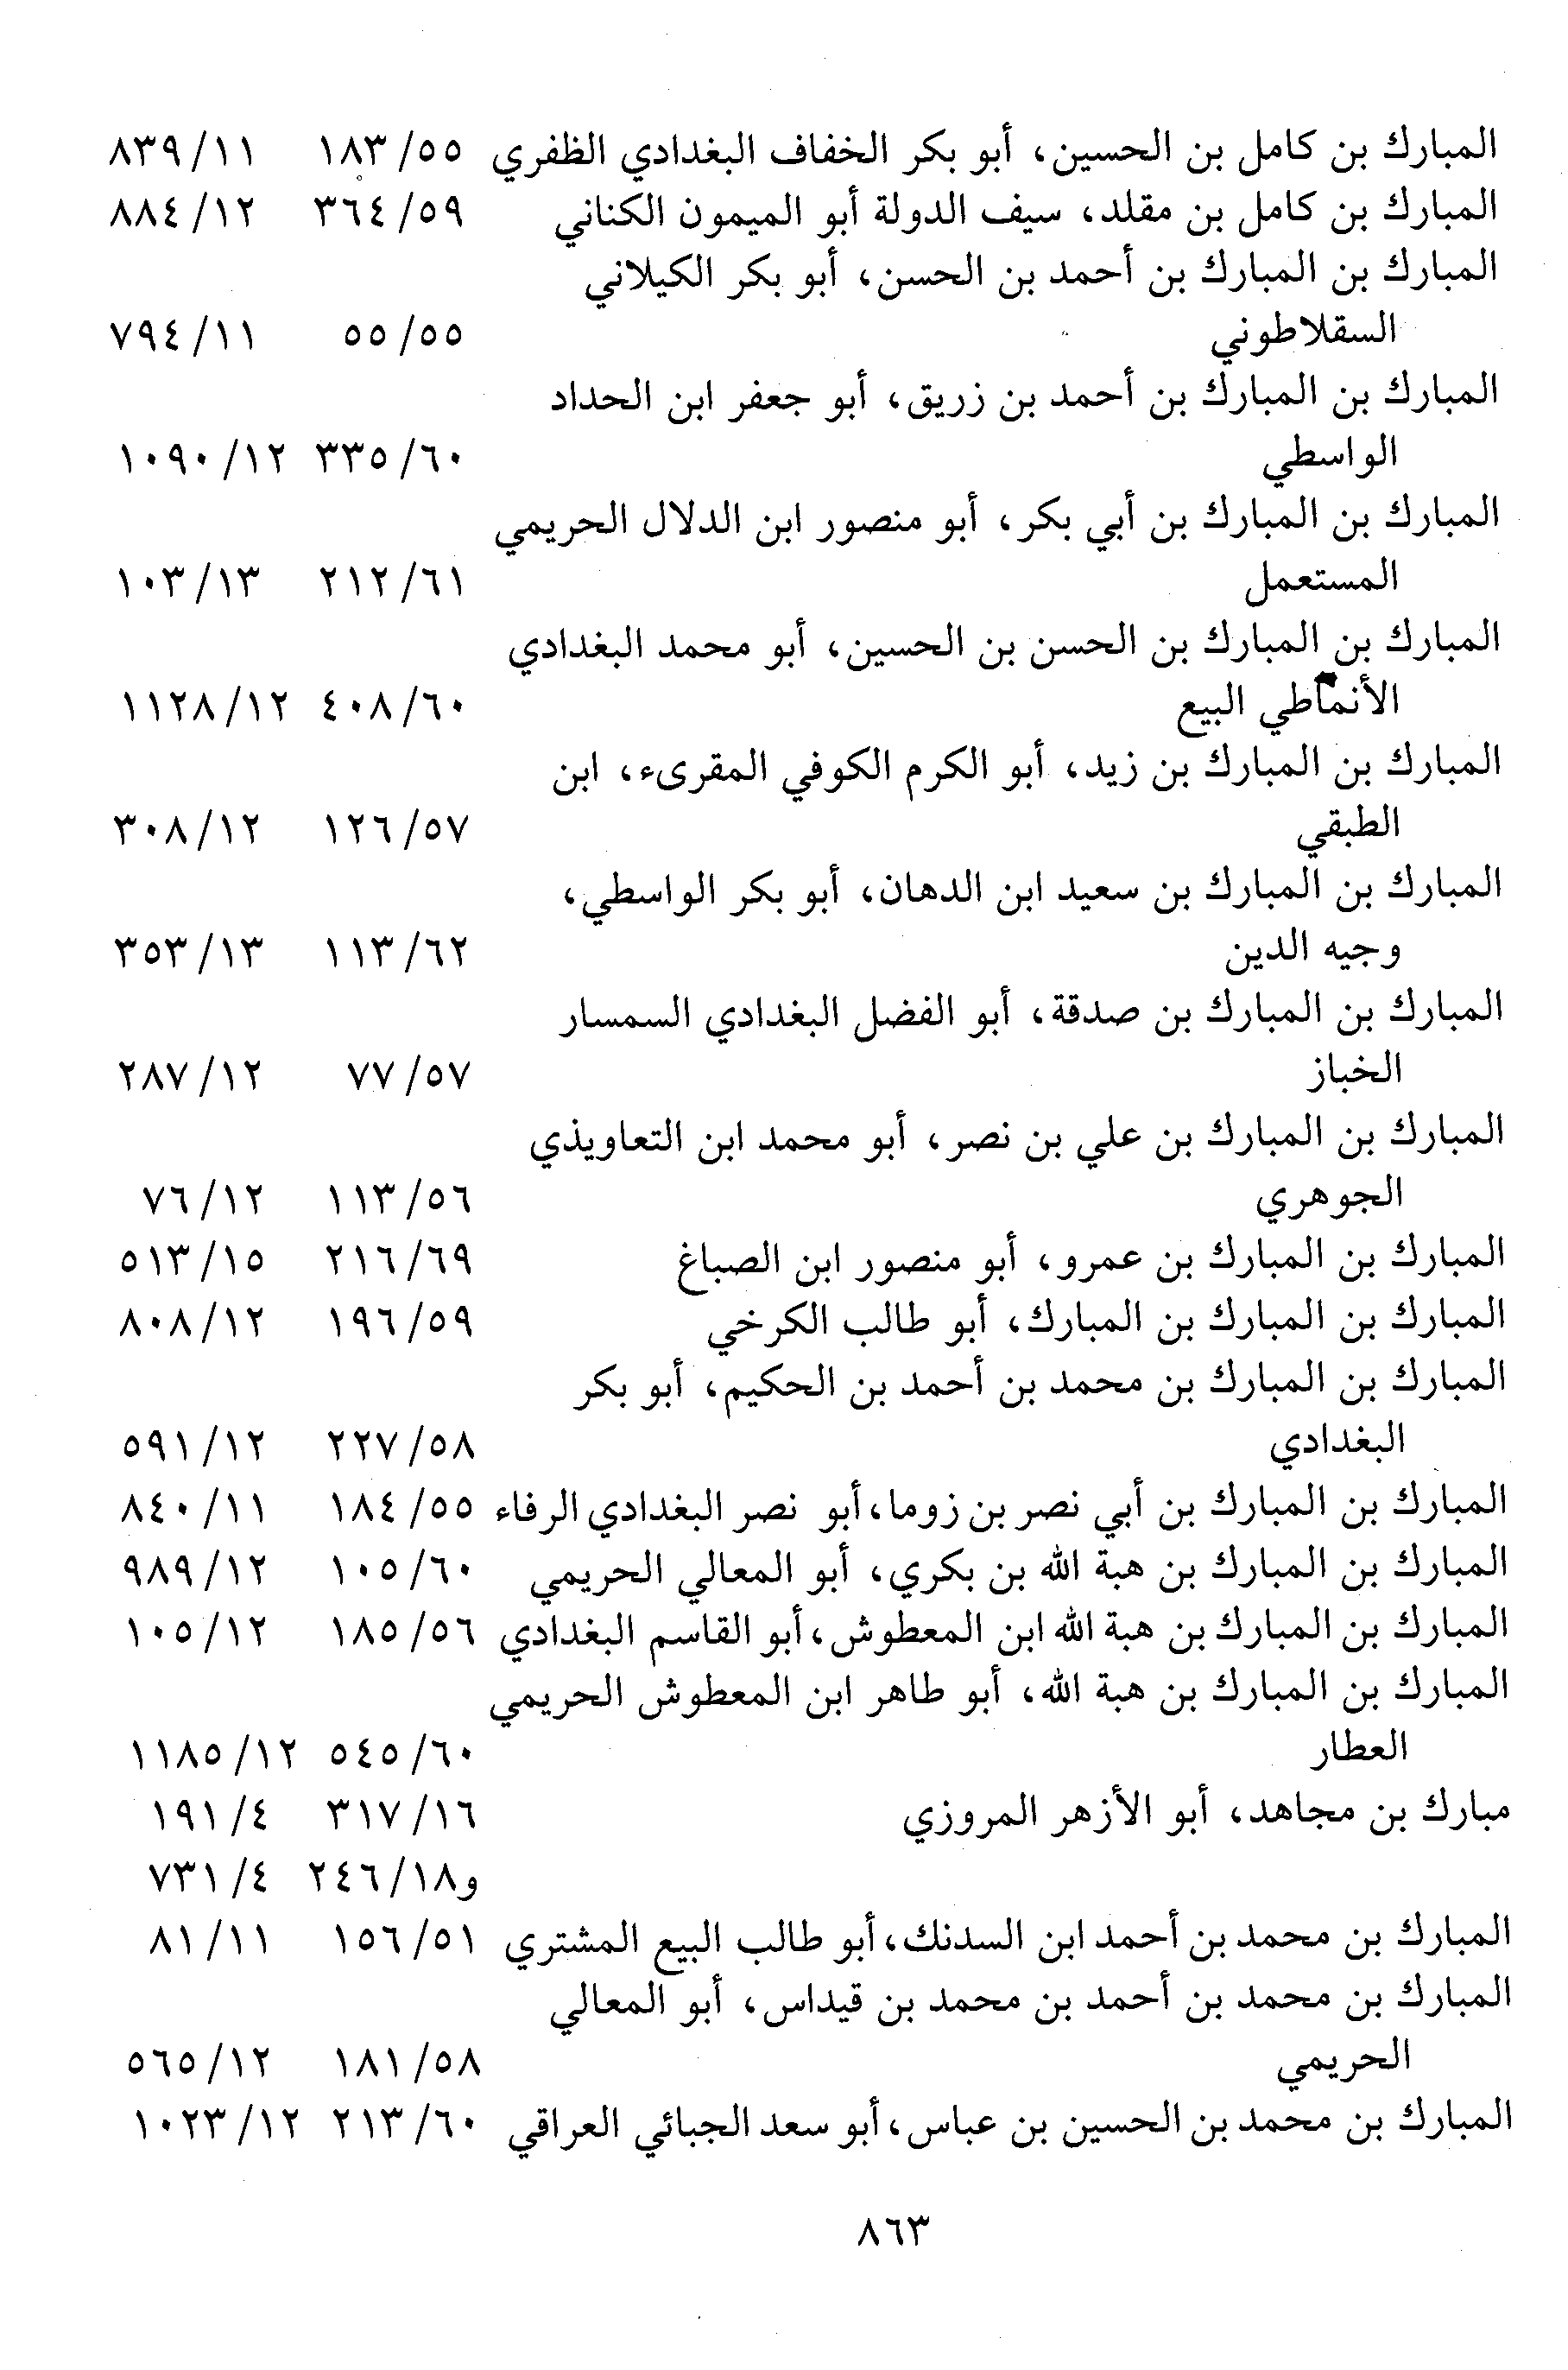 المبارك بن كامل بن الحسين، أبو بكر الخفاف البغدادي الظفري ٥٥/ ١٨٣ ١١/ ٨٣٩
المبارك بن كامل بن مقلد، سيف الدولة أبو الميمون الكناني ٥٩/ ٣٦٤ ١٢/ ٨٨٤
المبارك بن المبارك بن أحمد بن الحسن، أبو بكر الكيلاني
السقلاطوني ٥٥/ ٥٥ ١١/ ٧٩٤
المبارك بن المبارك بن أحمد بن زريق، أبو جعفر ابن الحداد
الواسطي ٦٠/ ٣٣٥ ١٢/ ١٠٩٠
المبارك بن المبارك بن أبي بكر، أبو منصور ابن الدلال الحريمي
المستعمل ٦١/ ٢١٢ ١٣/ ١٠٣
المبارك بن المبارك بن الحسن بن الحسين، أبو محمد البغدادي
الأنماطي البيع ٦٠/ ٤٠٨ ١٢/ ١١٢٨
المبارك بن المبارك بن زيد، أبو الكرم الكوفي المقرىء، ابن
الطبقي ٥٧/ ١٢٦ ١٢/ ٣٠٨
المبارك بن المبارك بن سعيد ابن الدهان، أبو بكر الواسطي،
وجيه الدين ٦٢/ ١١٣ ١٣/ ٣٥٣
المبارك بن المبارك بن صدقة، أبو الفضل البغدادي السمسار
الخباز ٥٧/ ٧٧ ١٢/ ٢٨٧
المبارك بن المبارك بن علي بن نصر، أبو محمد ابن التعاويذي
الجوهري ٥٦/ ١١٣ ١٢/ ٧٦
المبارك بن المبارك بن عمرو، أبو منصور ابن الصباغ ٦٩/ ٢١٦ ١٥/ ٥١٣
المبارك بن المبارك بن المبارك، أبو طالب الكرخي ٥٩/ ١٩٦ ١٢/ ٨٠٨
المبارك بن المبارك بن محمد بن أحمد بن الحكيم، أبو بكر
البغدادي ٥٨/ ٢٢٧ ١٢/ ٥٩١
المبارك بن المبارك بن أبي نصر بن زوما، أبو نصر البغدادي الرفاء ٥٥/ ١٨٤ ١١/ ٨٤٠
المبارك بن المبارك بن هبة الله بن بكري، أبو المعالي الحريمي ٦٠/ ١٠٥ ١٢/ ٩٨٩
المبارك بن المبارك بن هبة الله ابن المعطوش، أبو القاسم البغدادي ٥٦/ ١٨٥ ١٢/ ١٠٥
المبارك بن المبارك بن هبة الله، أبو طاهر ابن المعطوش الحريمي
العطار ٦٠/ ٥٤٥ ١٢/ ١١٨٥
مبارك بن مجاهد، أبو الأزهر المروزي ١٦/ ٣١٧ ٤/ ١٩١
و١٨/ ٢٤٦ ٤/ ٧٣١
المبارك بن محمد بن أحمد ابن السدنك، أبو طالب البيع المشتري ٥١/ ١٥٦ ١١/ ٨١
المبارك بن محمد بن أحمد بن محمد بن قيداس، أبو المعالي
الحريمي ٥٨/ ١٨١ ١٢/ ٥٦٥
المبارك بن محمد بن الحسين بن عباس، أبو سعد الجبائي العراقي ٦٠/ ٢١٣ ١٢/ ١٠٢٣
٨٦٣